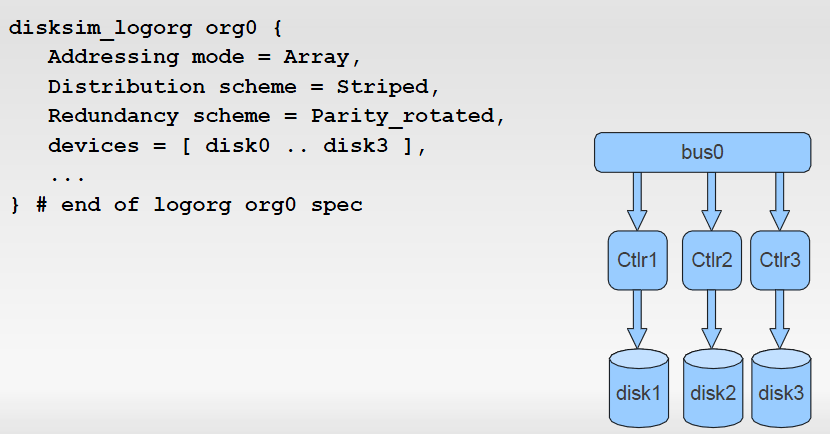 disksim_logorg org0 {
Addressing mode = Array,
Distribution scheme = Striped,
Redundancy scheme = Parity_rotated,
devices = [ disk0 .. disk3 ],
...
} # end of logorg org0 spec
bus0
Ctlr1 Ctlr2 Ctlr3
disk1 disk2 disk3